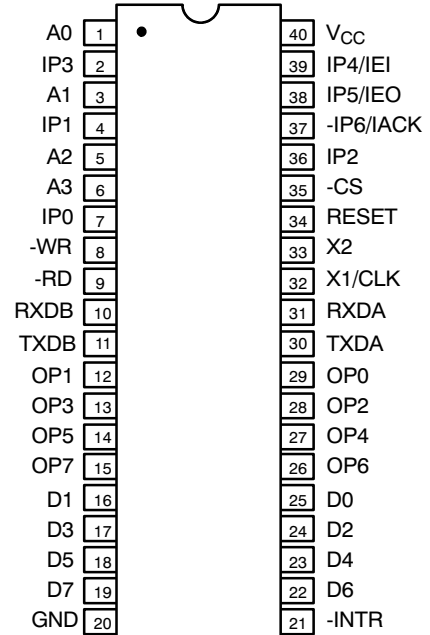 A0 1 40 VCC
IP3 2 39 IP4/IEI
A1 3 38 IP5/IEO
IP1 4 37 -IP6/IACK
A2 5 36 IP2
A3 6 35 -CS
IP0 7 34 RESET
-WR 8 33 X2
-RD 9 32 X1/CLK
RXDB 10 31 RXDA
TXDB 11 30 TXDA
OP1 12 29 OP0
OP3 13 28 OP2
OP5 14 27 OP4
OP7 15 26 OP6
D1 16 25 D0
D3 17 24 D2
D5 18 23 D4
D7 19 22 D6
GND 20 21 -INTR